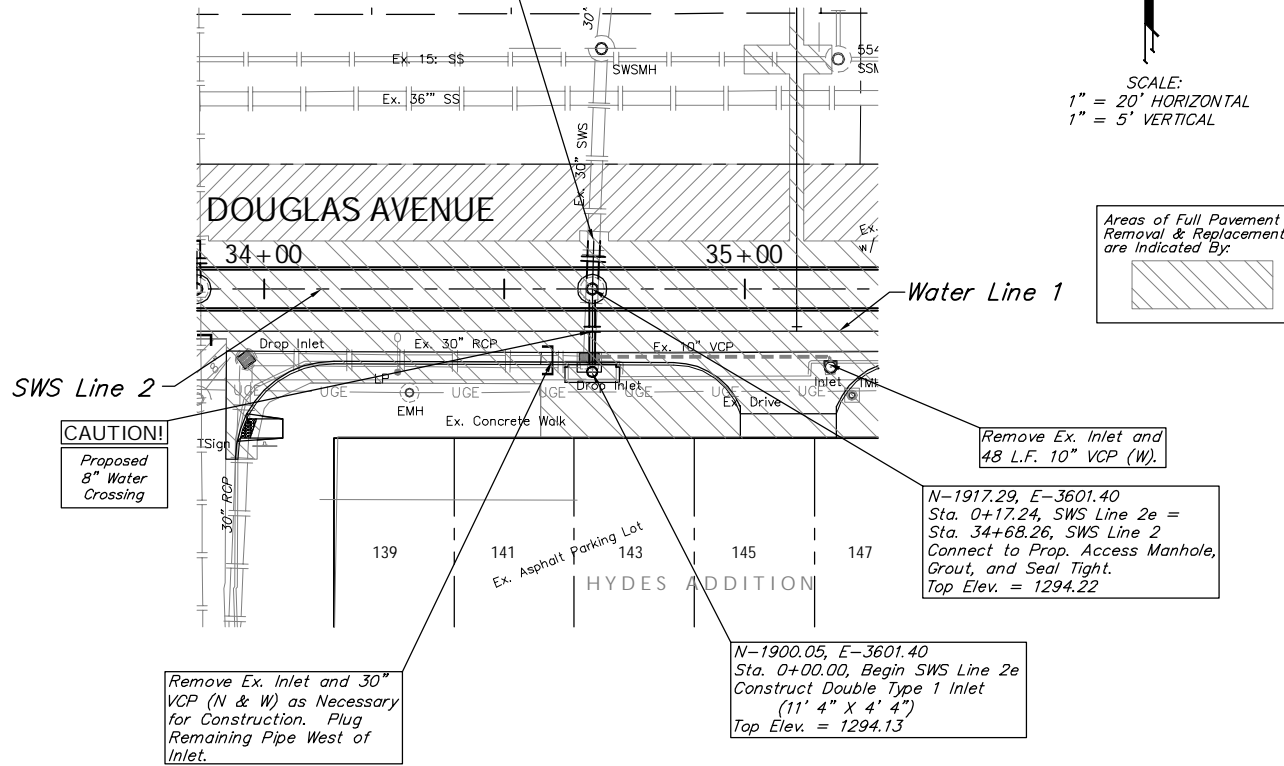 30"
554
SWSMH
SSM
Ex. 15: SS
Ex. 36'" SS
Ex. 30" SWS
SCALE:
1" = 20' HORIZONTAL
1" = 5' VERTICAL
DOUGLAS AVENUE
Areas of Full Pavement
Removal & Replacement
are Indicated By:
Ex.
w/
34+00
35+00
Water Line 1
Drop Inlet
Ex. 30" RCP
Ex. 10" VCP
SWS Line 2
LP
Drop Inlet
Inlet
TMH
UGE
UGE
UGE
UGE
UGE
UGE
EMH
Ex. Drive
Ex. Concrete Walk
CAUTION!
Proposed
8" Water
Crossing
TSign
30" RCP
Remove Ex. Inlet and
48 L.F. 10" VCP (W).
N-1917.29, E-3601.40
Sta. 0+17.24, SWS Line 2e =
Sta. 34+68.26, SWS Line 2
Connect to Prop. Access Manhole,
Grout, and Seal Tight.
Top Elev. = 1294.22
139
141
143
145
147
Ex. Asphalt Parking Lot
HYDES ADDITION
Remove Ex. Inlet and 30"
VCP (N & W) as Necessary
for Construction. Plug
Remaining Pipe West of
Inlet.
N-1900.05, E-3601.40
Sta. 0+00.00, Begin SWS Line 2e
Construct Double Type 1 Inlet
(11' 4" X 4' 4")
Top Elev. = 1294.13